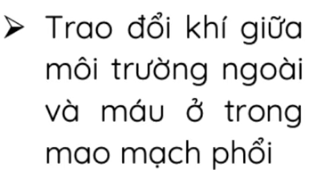 ➢ Trao đổi khí giữa
môi trường ngoài
và máu ở trong
mao mạch phổi